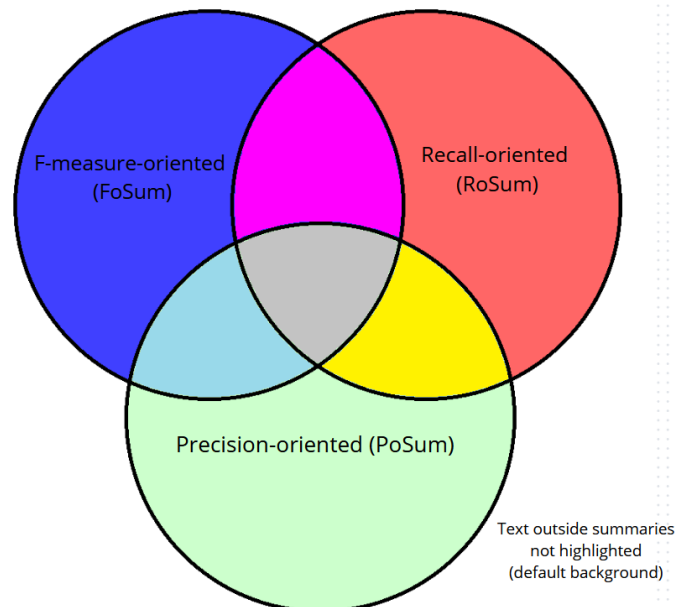 F-measure-oriented
(FoSum)
Recall-oriented
(RoSum)
Precision-oriented (PoSum)
Text outside summaries
not highlighted
(default background)